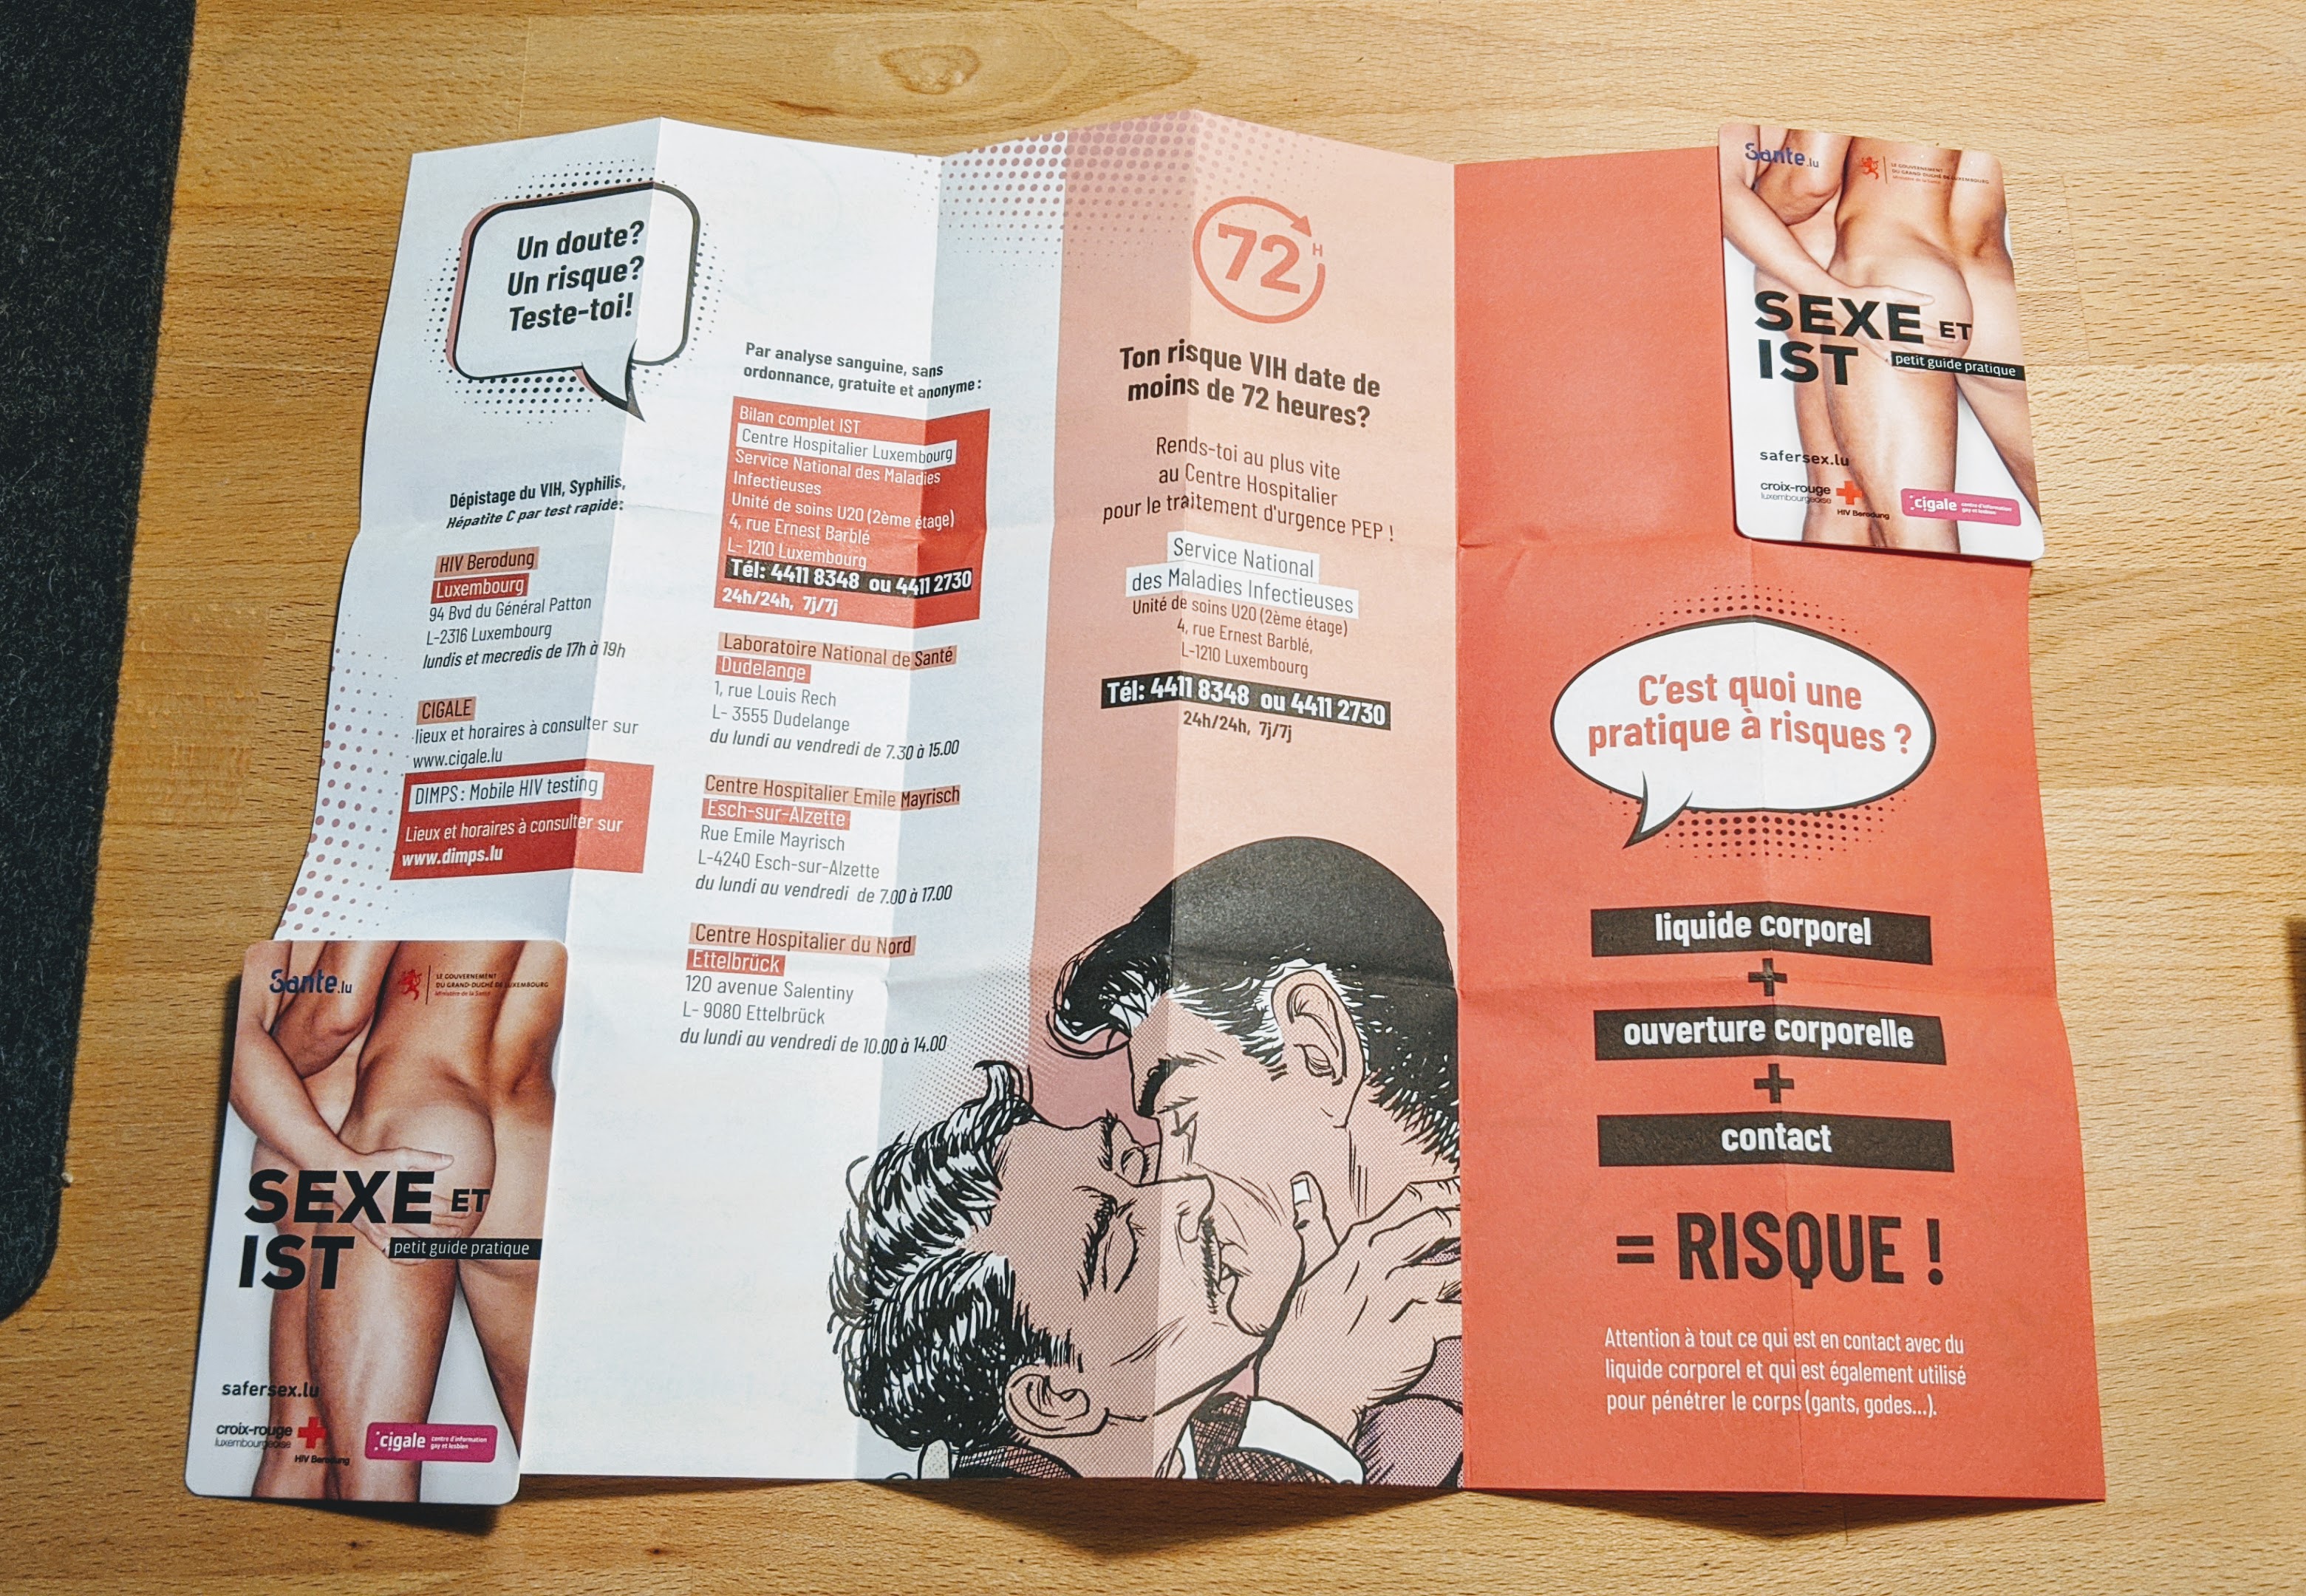 Un doute?
Un risque?
Teste-toi!
Dépistage du VIH, Syphilis,
Hépatite C par test rapide:
HIV Berodung
Luxembourg
94 Bvd du Général Patton
L-2316 Luxembourg
lundis et mecredis de 17h à 19h
CIGALE
lieux et horaires à consulter sur
www.cigale.lu
DIMPS: Mobile HIV testing
Lieux et horaires à consulter sur
www.dimps.lu
Par analyse sanguine, sans
ordonnance, gratuite et anonyme:
Bilan complet IST
Centre Hospitalier Luxembourg
Service National des Maladies
Infectieuses
Unité de soins U20 (2ème étage)
4, rue Ernest Barblé
L- 1210 Luxembourg
Tél: 4411 8348 ou 4411 2730
24h/24h, 7j/7j
Laboratoire National de Santé
Dudelange
1, rue Louis Rech
L- 3555 Dudelange
du lundi au vendredi de 7.30 à 15.00
Centre Hospitalier Emile Mayrisch
Esch-sur-Alzette
Rue Emile Mayrisch
L-4240 Esch-sur-Alzette
du lundi au vendredi de 7.00 à 17.00
Centre Hospitalier du Nord
Ettelbrück
120 avenue Salentiny
L- 9080 Ettelbrück
du lundi au vendredi de 10.00 à 14.00
72H
Ton risque VIH date de
moins de 72 heures?
Rends-toi au plus vite
au Centre Hospitalier
pour le traitement d'urgence PEP !
Service National
des Maladies Infectieuses
Unité de soins U20 (2ème étage)
4, rue Ernest Barblé,
L-1210 Luxembourg
Tél: 4411 8348 ou 4411 2730
24h/24h, 7j/7j
C'est quoi une
pratique à risques ?
liquide corporel
+
ouverture corporelle
+
contact
= RISQUE !
Attention à tout ce qui est en contact avec du
liquide corporel et qui est également utilisé
pour pénétrer le corps (gants, godes...).
Sante.lu
LE GOUVERNEMENT
DU GRAND-DUCHÉ DE LUXEMBOURG
Ministère de la Santé
SEXE ET
IST
petit guide pratique
safersex.lu
croix-rouge
luxembourgeoise
HIV Berodung
cigale
centre d'information
gay et lesbien
Sante.lu
LE GOUVERNEMENT
DU GRAND-DUCHÉ DE LUXEMBOURG
Ministère de la Santé
SEXE ET
IST
petit guide pratique
safersex.lu
croix-rouge
luxembourgeoise
HIV Berodung
cigale
centre d'information
gay et lesbien